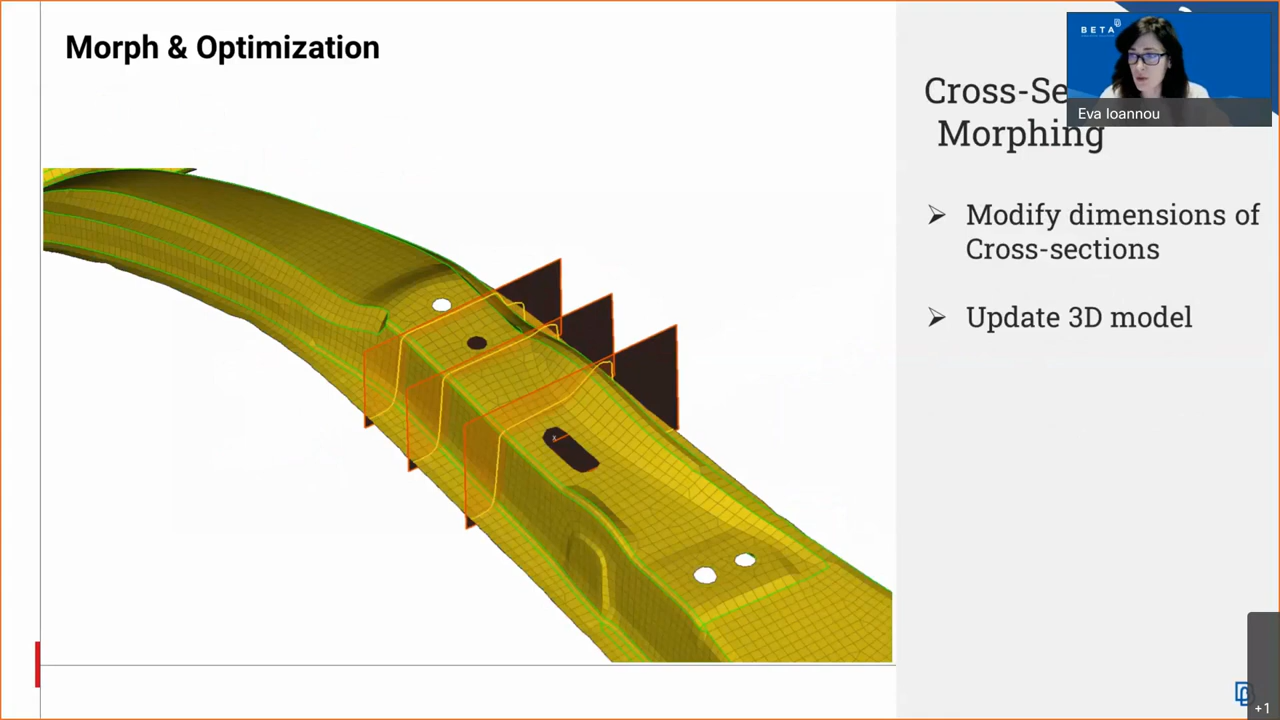 Morph & Optimization
BETA
Eva Ioannou
Cross-Se
Morphing
➢ Modify dimensions of
Cross-sections
➢ Update 3D model
+1